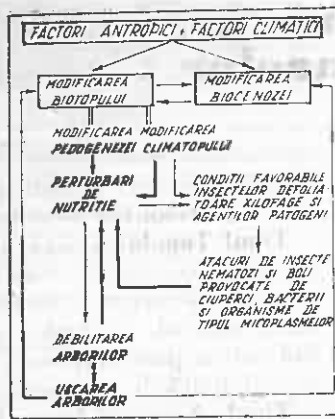 FACTORI ANTROPICI + FACTORI CLIMATICI
MODIFICAREA
BIOTOPULUI
MODIFICAREA
BIOCENOZEI
MODIFICAREA MODIFICAREA
PEDOGENEZEI CLIMATOPULUI
PERTURBARI
DE
NUTRITIE
CONDITII FAVORABILE
INSECTELOR DEFOLIA-
TOARE XILOFAGE SI
AGENTILOR PATOGENI
ATACURI DE INSECTE
NEMATOZI SI BOLI
PROVOCATE DE
CIUPERCI, BACTERII
SI ORGANISME DE
TIPUL MICOPLASMELOR
DEBILITAREA
ARBORILOR
USCAREA
ARBORILOR